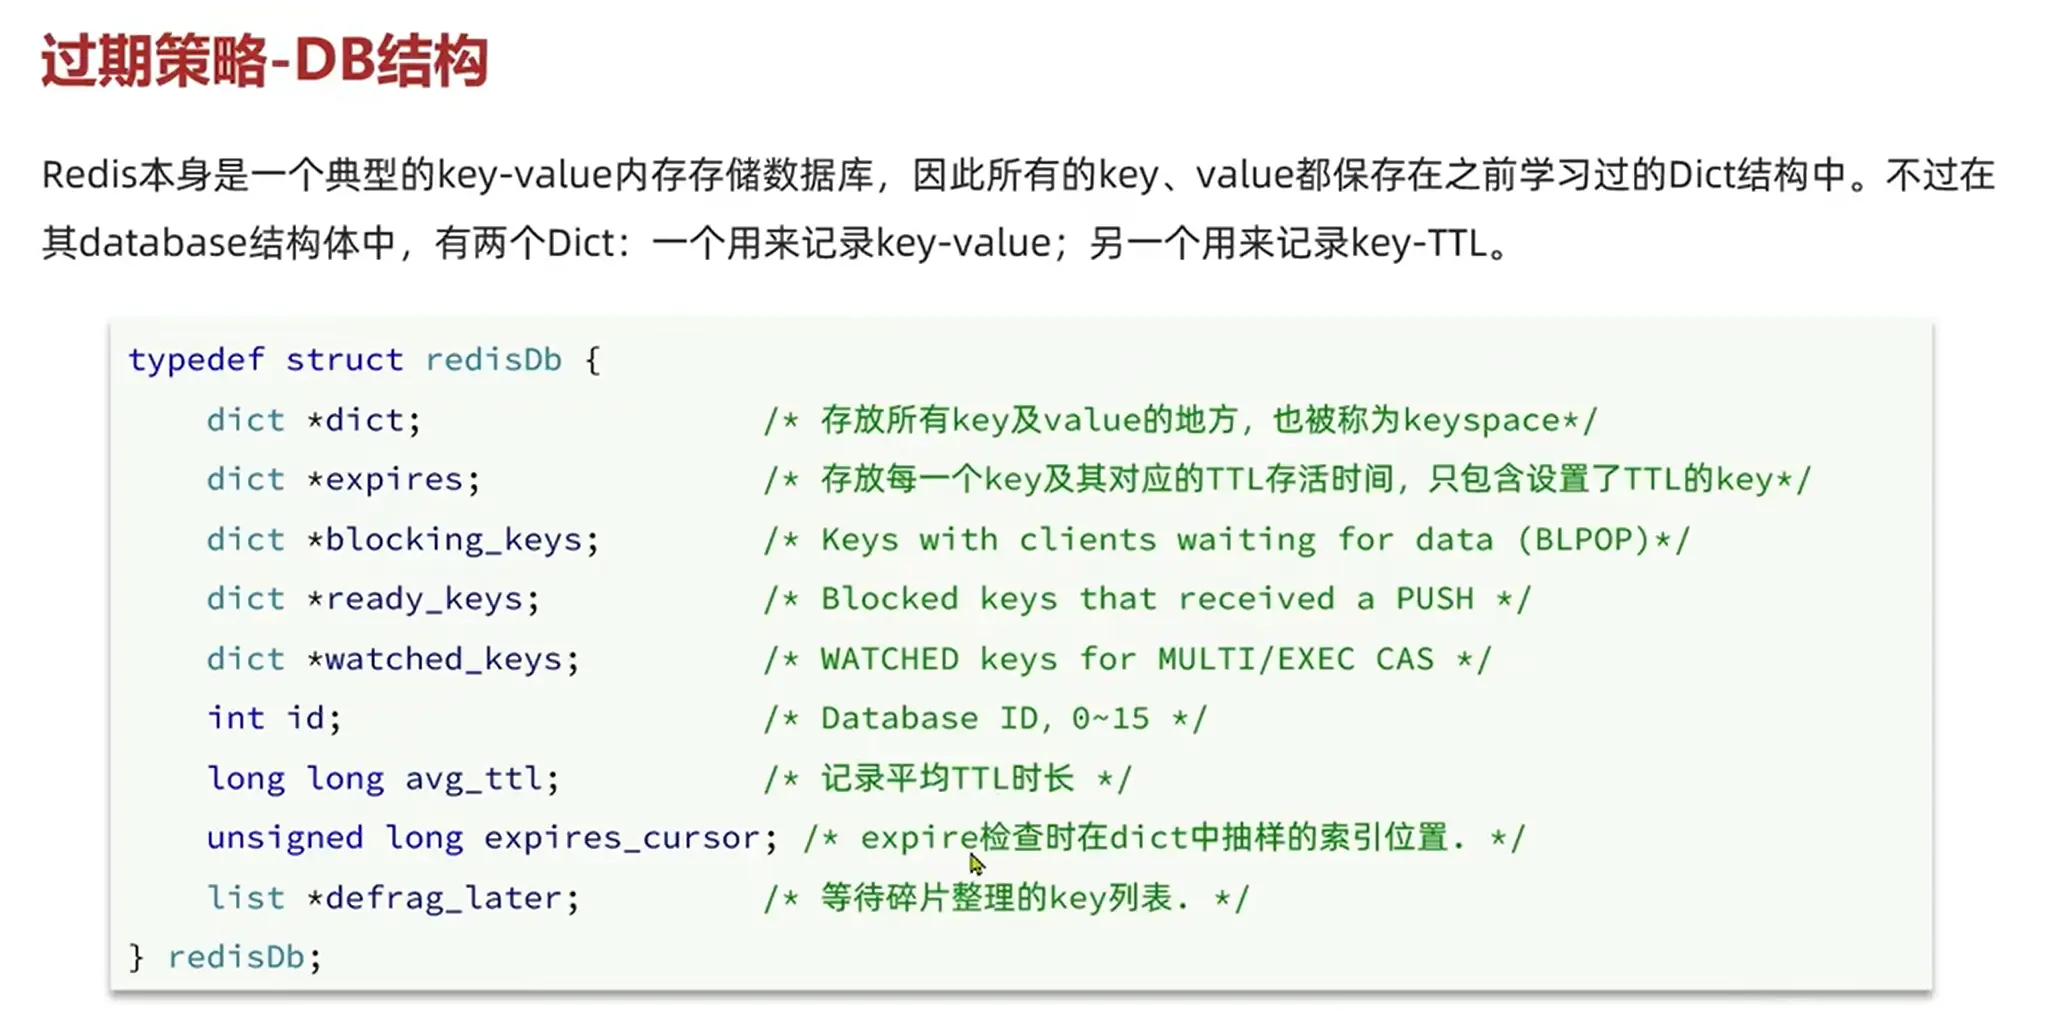 过期策略-DB结构
Redis本身是一个典型的key-value内存存储数据库，因此所有的key、value都保存在之前学习过的Dict结构中。不过在
其database结构体中，有两个Dict：一个用来记录key-value；另一个用来记录key-TTL。
typedef struct redisDb {
    dict *dict;                 /* 存放所有key及value的地方，也被称为keyspace*/
    dict *expires;              /* 存放每一个key及其对应的TTL存活时间，只包含设置了TTL的key*/
    dict *blocking_keys;        /* Keys with clients waiting for data (BLPOP)*/
    dict *ready_keys;           /* Blocked keys that received a PUSH */
    dict *watched_keys;         /* WATCHED keys for MULTI/EXEC CAS */
    int id;                     /* Database ID, 0~15 */
    long long avg_ttl;          /* 记录平均TTL时长 */
    unsigned long expires_cursor; /* expire检查时在dict中抽样的索引位置. */
    list *defrag_later;         /* 等待碎片整理的key列表. */
} redisDb;